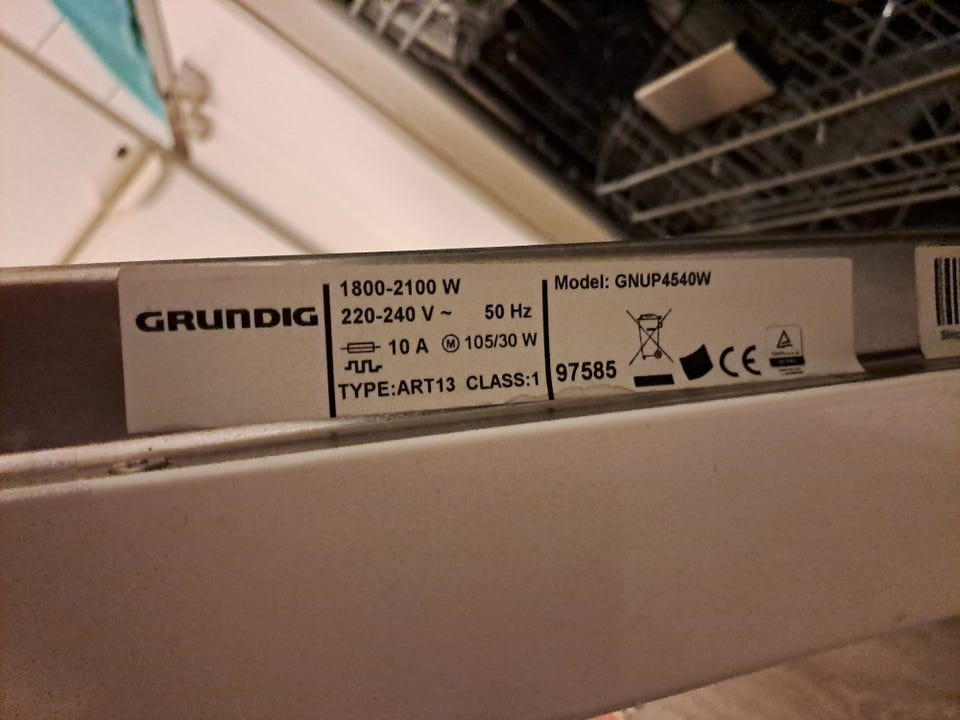 GRUNDIG
1800-2100 W
220-240 V ~ 50 Hz
10 A M 105/30 W
TYPE:ART13 CLASS:1
Model: GNUP4540W
97585
CE